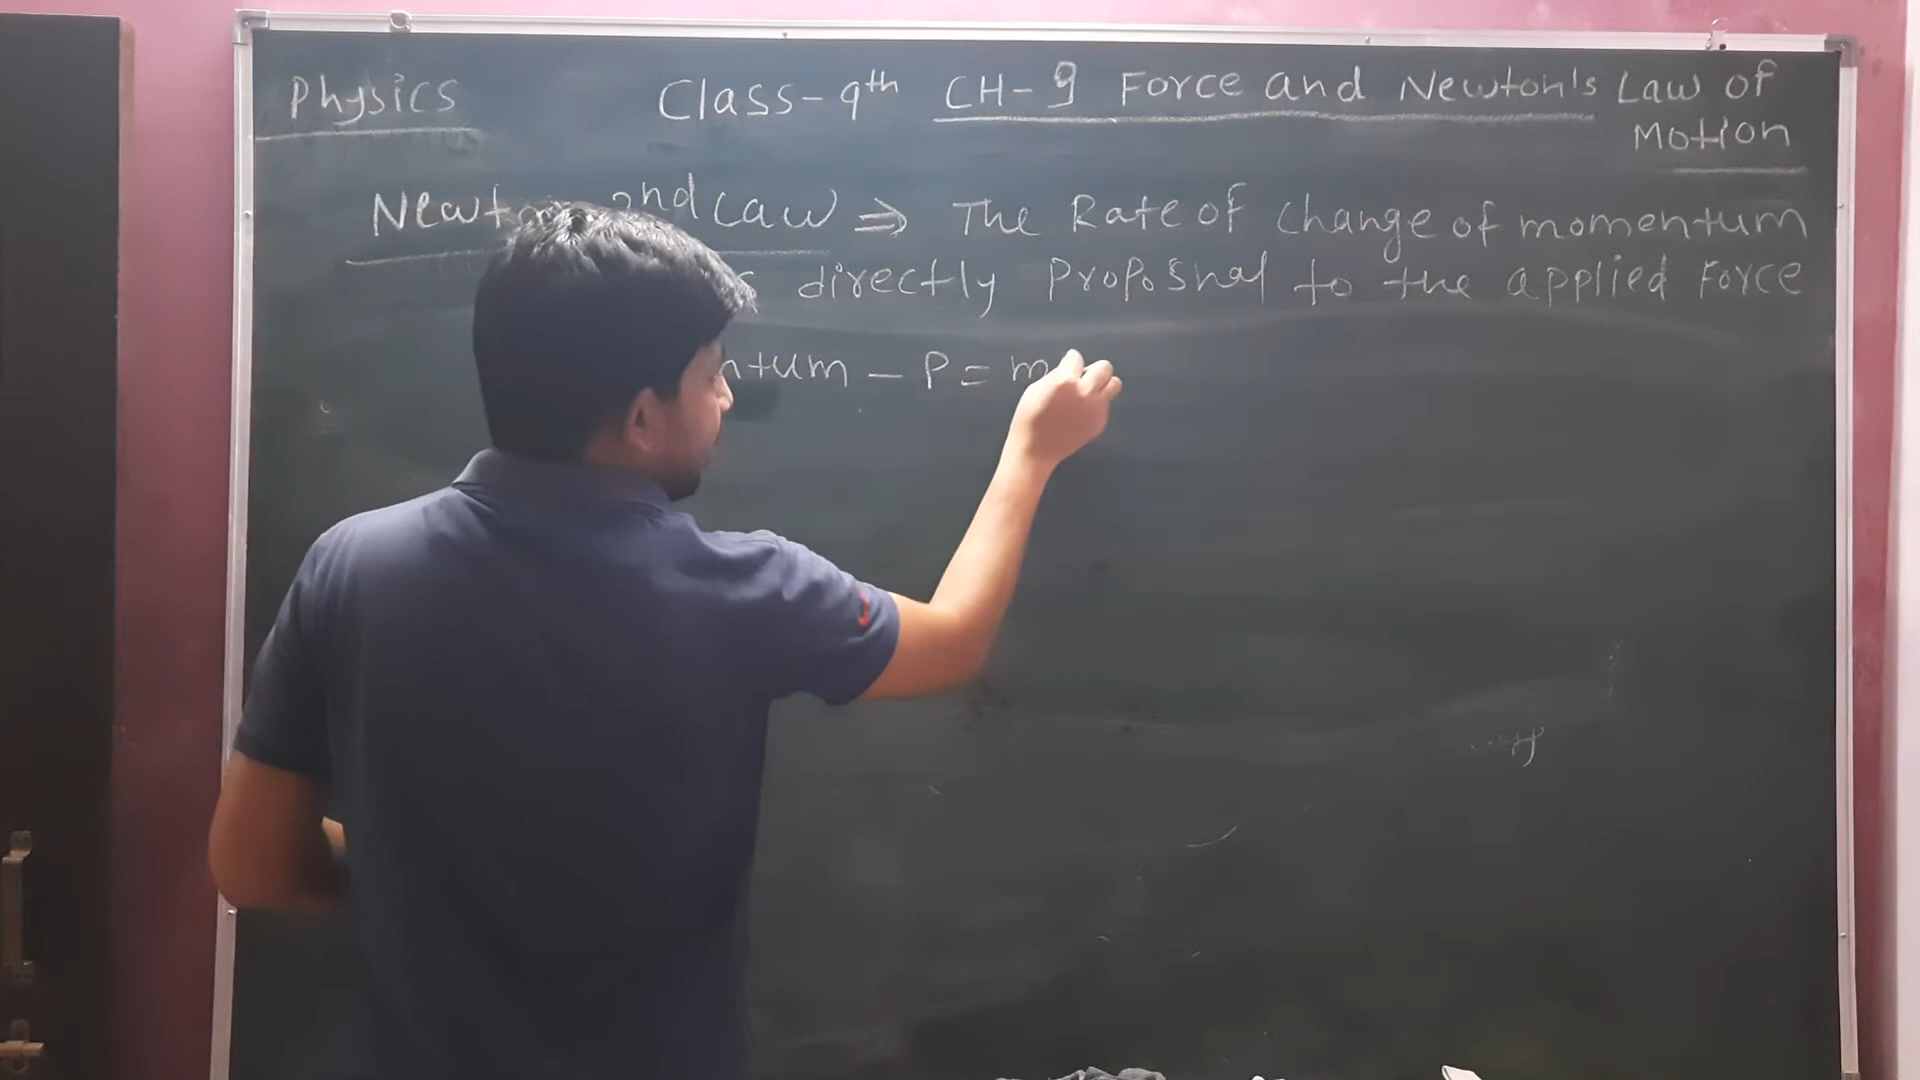 Physics Class-9th CH-9 Force and Newton's Law of
Motion
2nd Law ⇒ The Rate of change of momentum
directly Proposnal to the applied Force
ntum - P = m